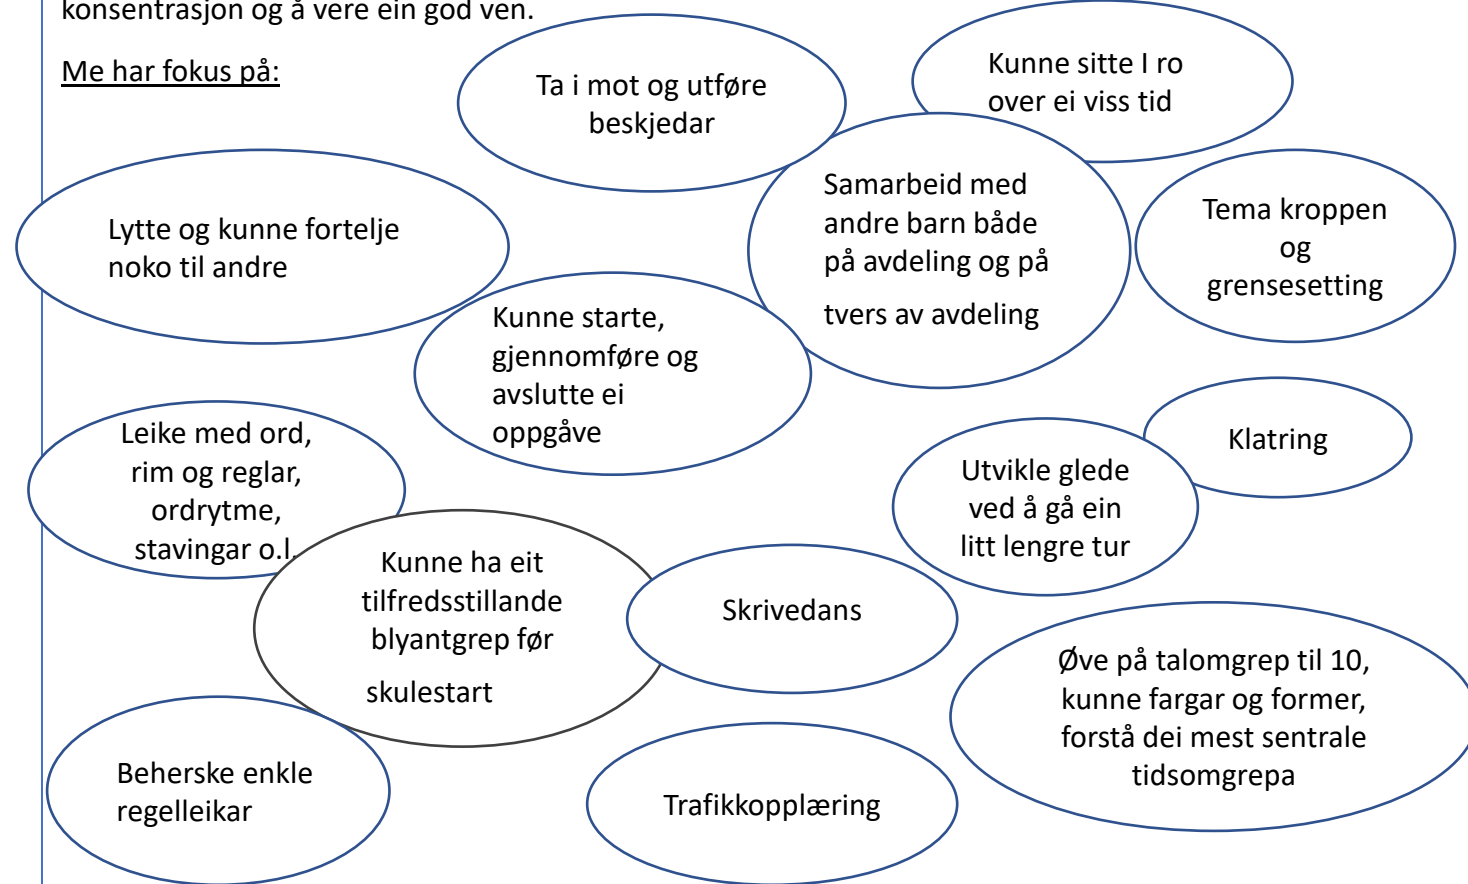 konsentrasjon og å vere ein god ven.
Me har fokus på:
Ta i mot og utføre
beskjedar
Kunne sitte I ro
over ei viss tid
Lytte og kunne fortelje
noko til andre
Samarbeid med
andre barn både
på avdeling og på
tvers av avdeling
Tema kroppen
og
grensesetting
Kunne starte,
gjennomføre og
avslutte ei
oppgåve
Leike med ord,
rim og reglar,
ordrytme,
stavingar o.l.
Utvikle glede
ved å gå ein
litt lengre tur
Klatring
Kunne ha eit
tilfredsstillande
blyantgrep før
skulestart
Skrivedans
Øve på talomgrep til 10,
kunne fargar og former,
forstå dei mest sentrale
tidsomgrepa
Beherske enkle
regelleikar
Trafikkopplæring